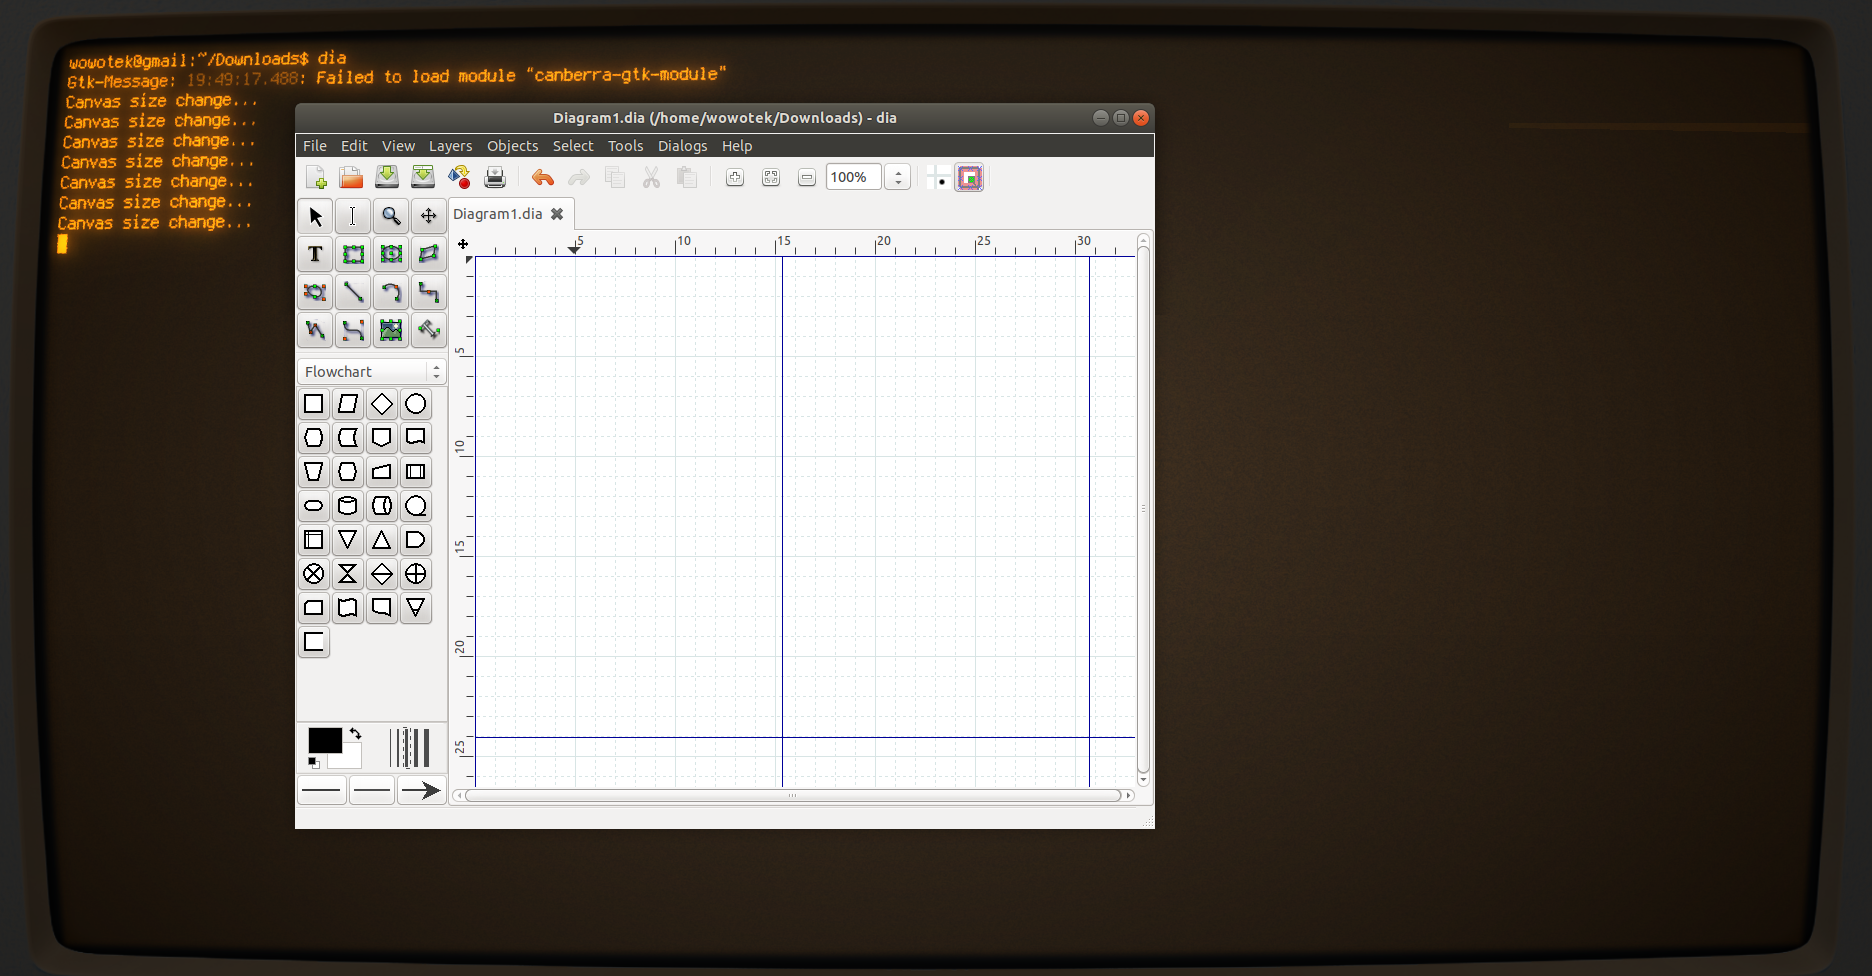 wowotek@gmail:~/Downloads$ dia
Gtk-Message: 19:49:17.488: Failed to load module "canberra-gtk-module"
Canvas size change...
Canvas size change...
Canvas size change...
Canvas size change...
Canvas size change...
Canvas size change...
Canvas size change...
Diagram1.dia (/home/wowotek/Downloads) - dia
File Edit View Layers Objects Select Tools Dialogs Help
100%
Diagram1.dia
T
5 10 15 20 25 30
5
10
15
20
25
Flowchart